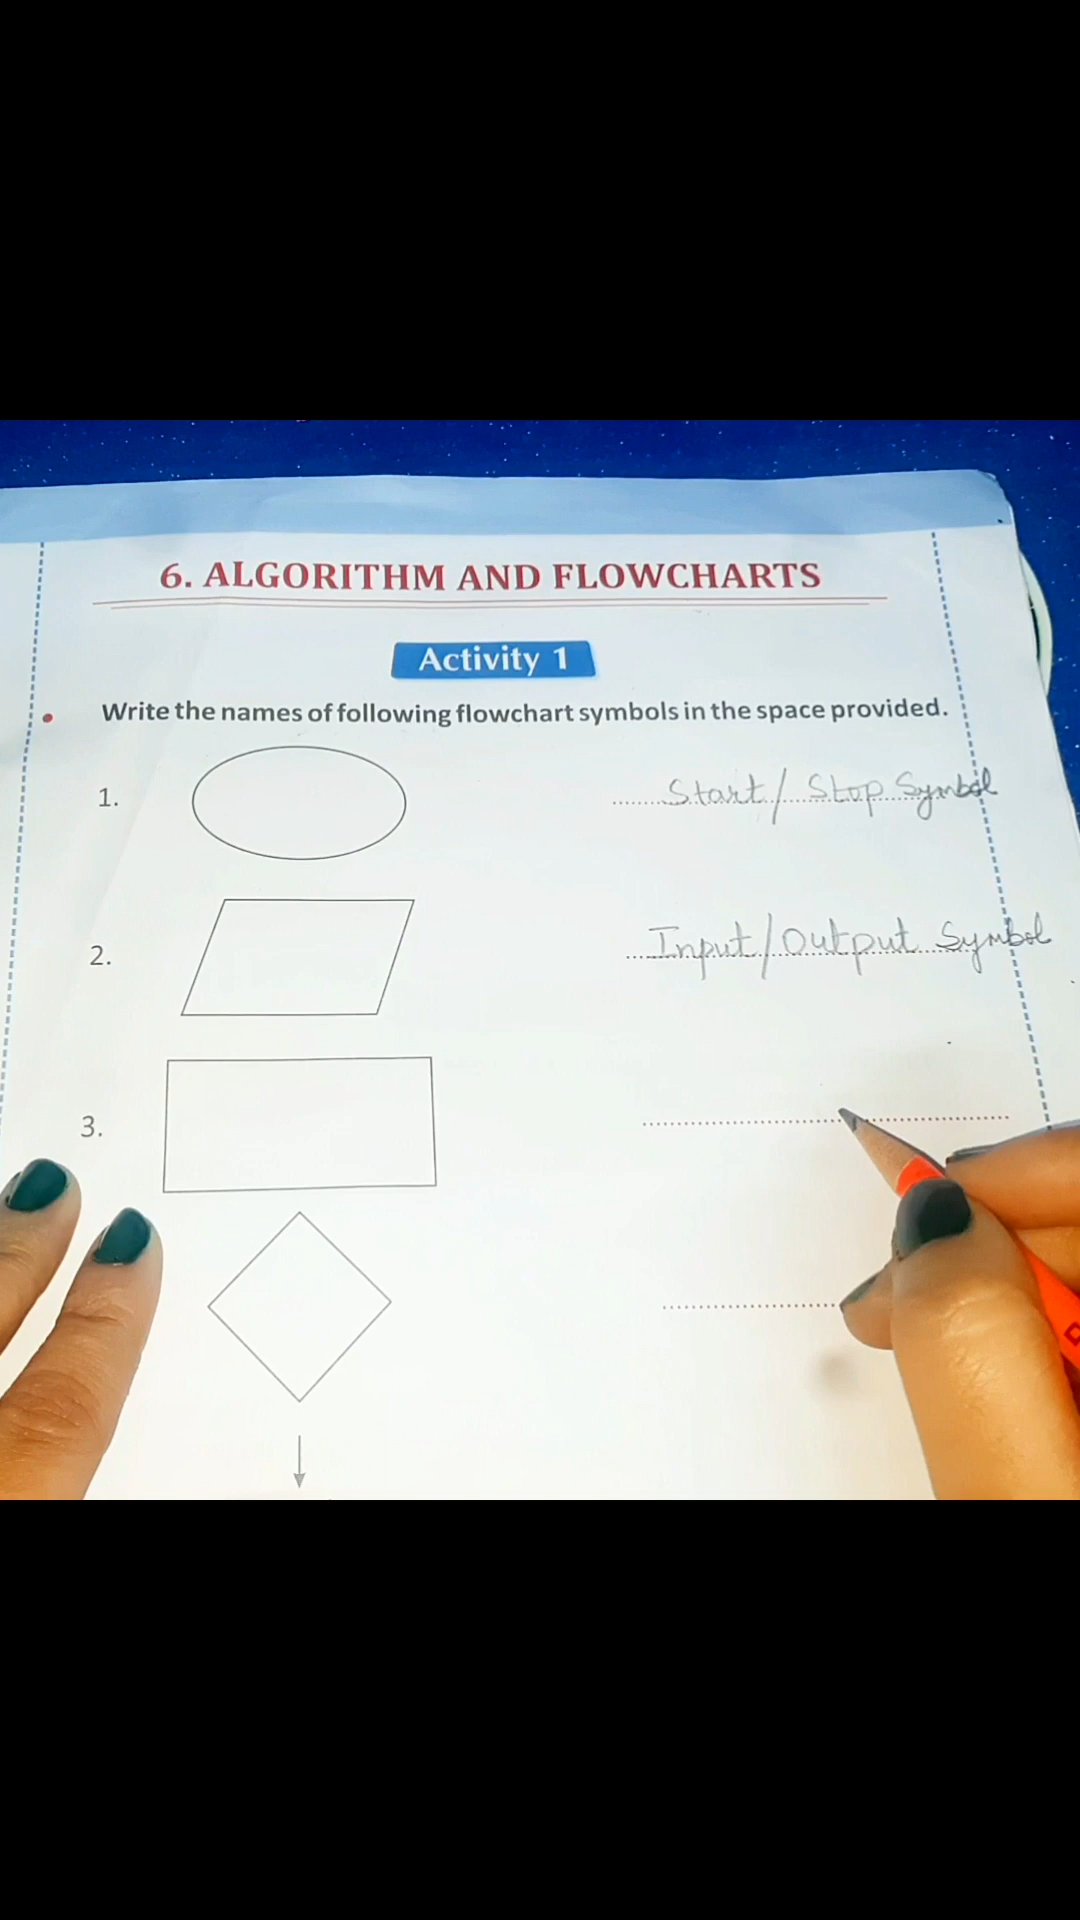 6. ALGORITHM AND FLOWCHARTS
Activity 1
Write the names of following flowchart symbols in the space provided.
1. Start / Stop Symbol
2. Input / Output Symbol
3.
D